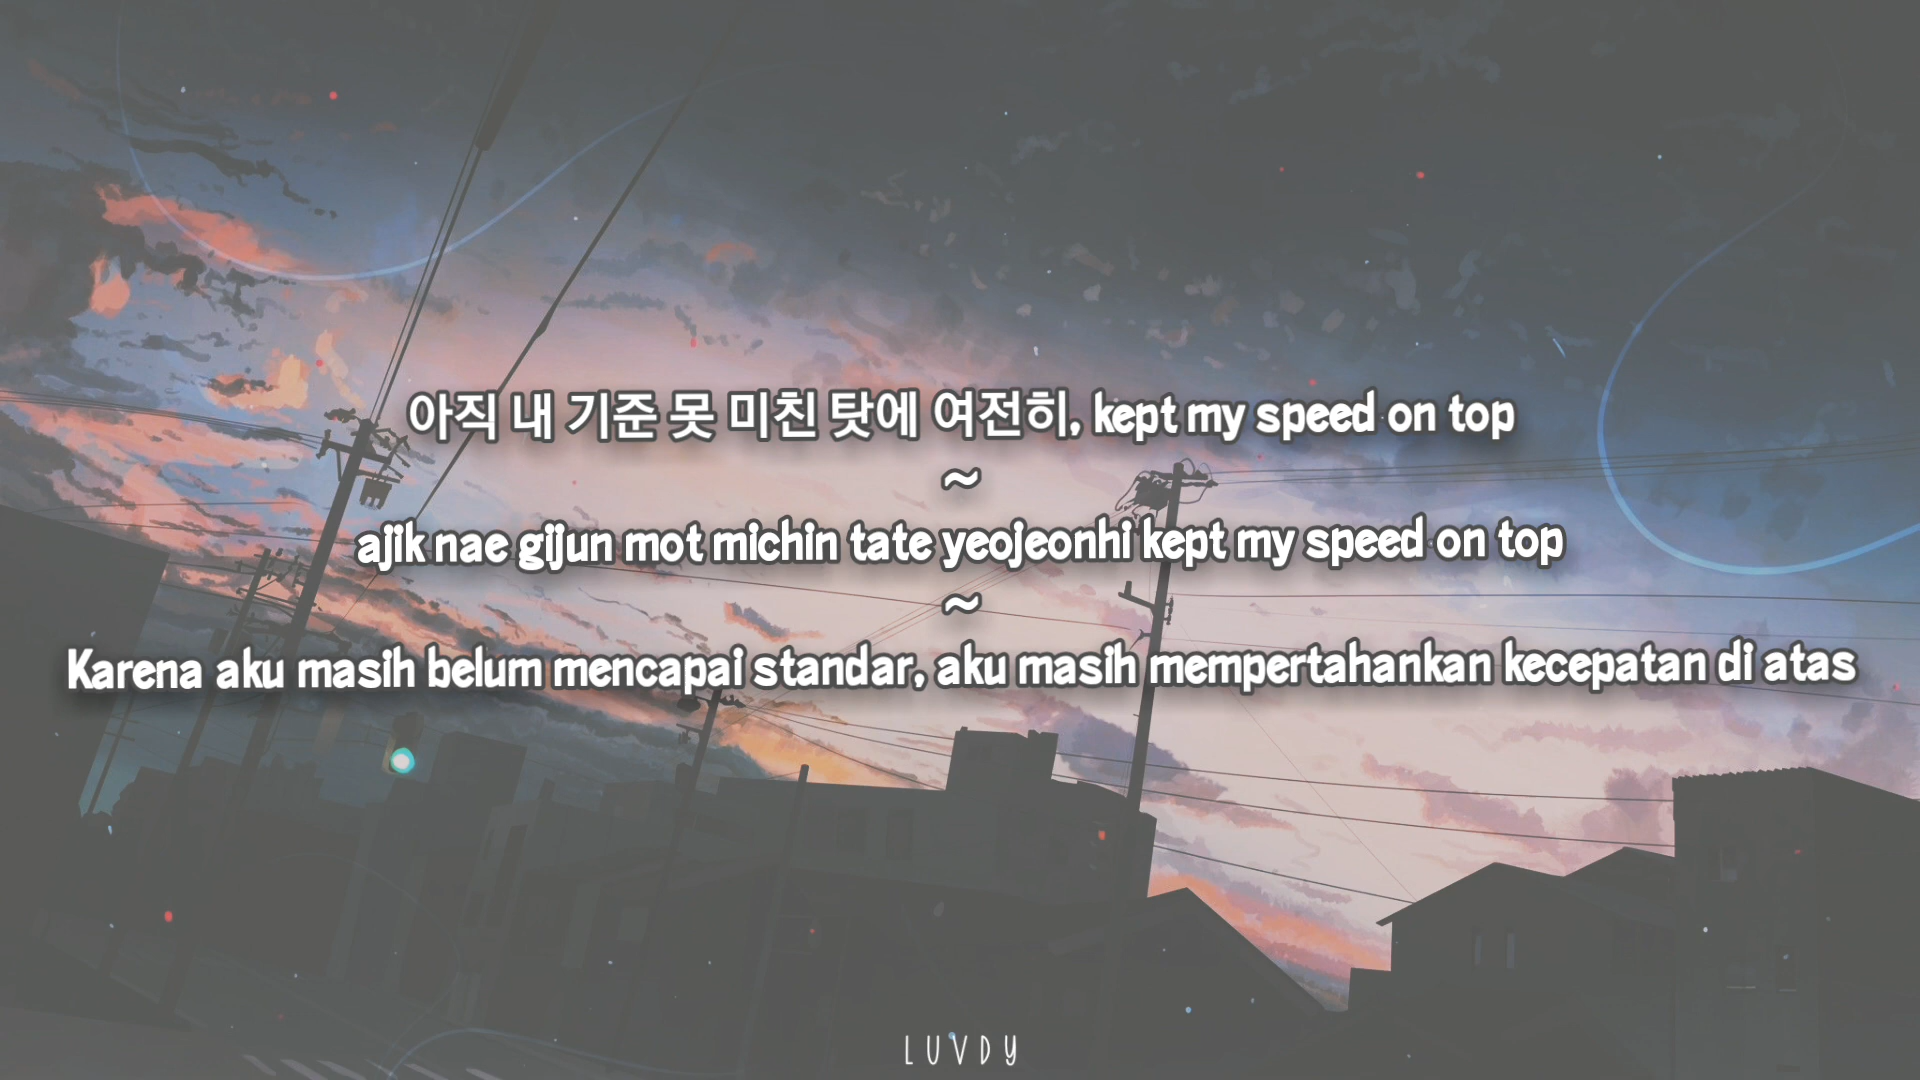 아직 내 기준 못 미친 탓에 여전히, kept my speed on top
~
ajik nae gijun mot michin tate yeojeonhi kept my speed on top
~
Karena aku masih belum mencapai standar, aku masih mempertahankan kecepatan di atas
LUVDY